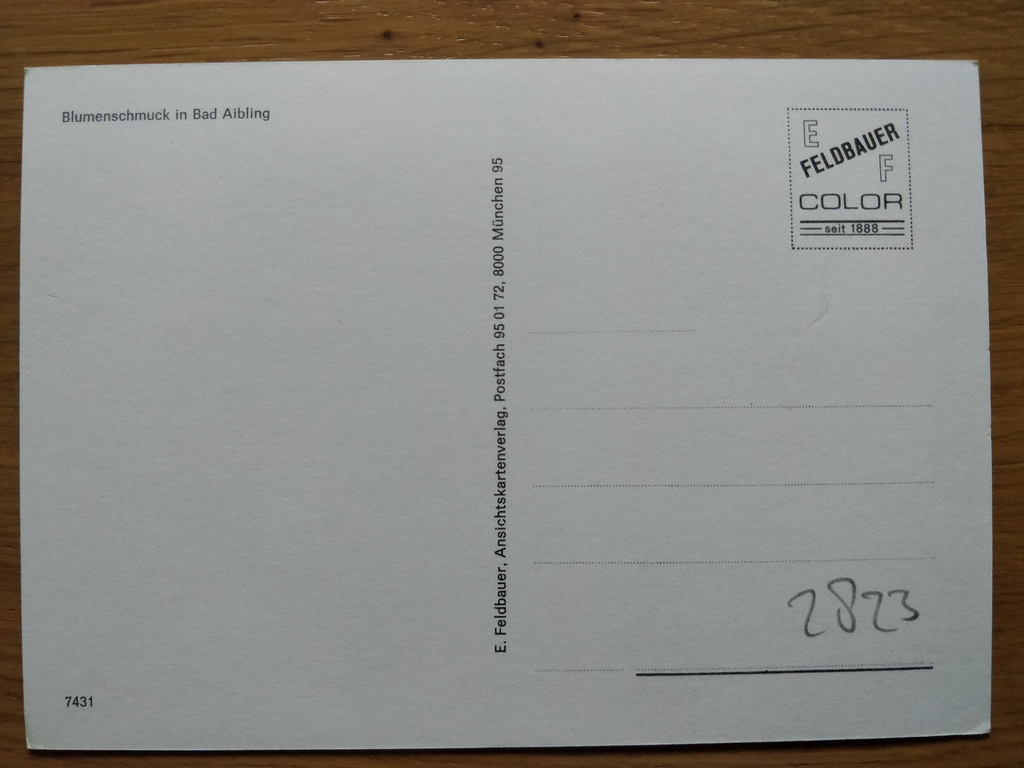 Blumenschmuck in Bad Aibling
E
FELDBAUER
F
COLOR
seit 1888
E. Feldbauer, Ansichtskartenverlag, Postfach 95 01 72, 8000 München 95
2823
7431